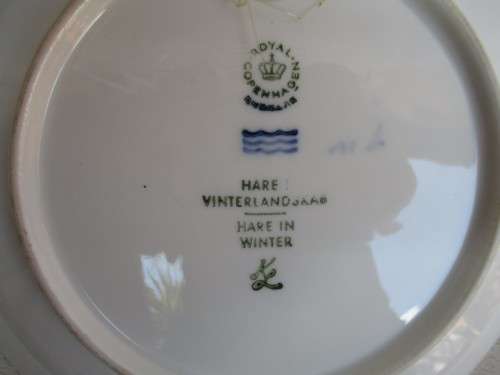 ROYAL
COPENHAGEN
DENMARK
HARE I
VINTERLANDSKAB
HARE IN
WINTER